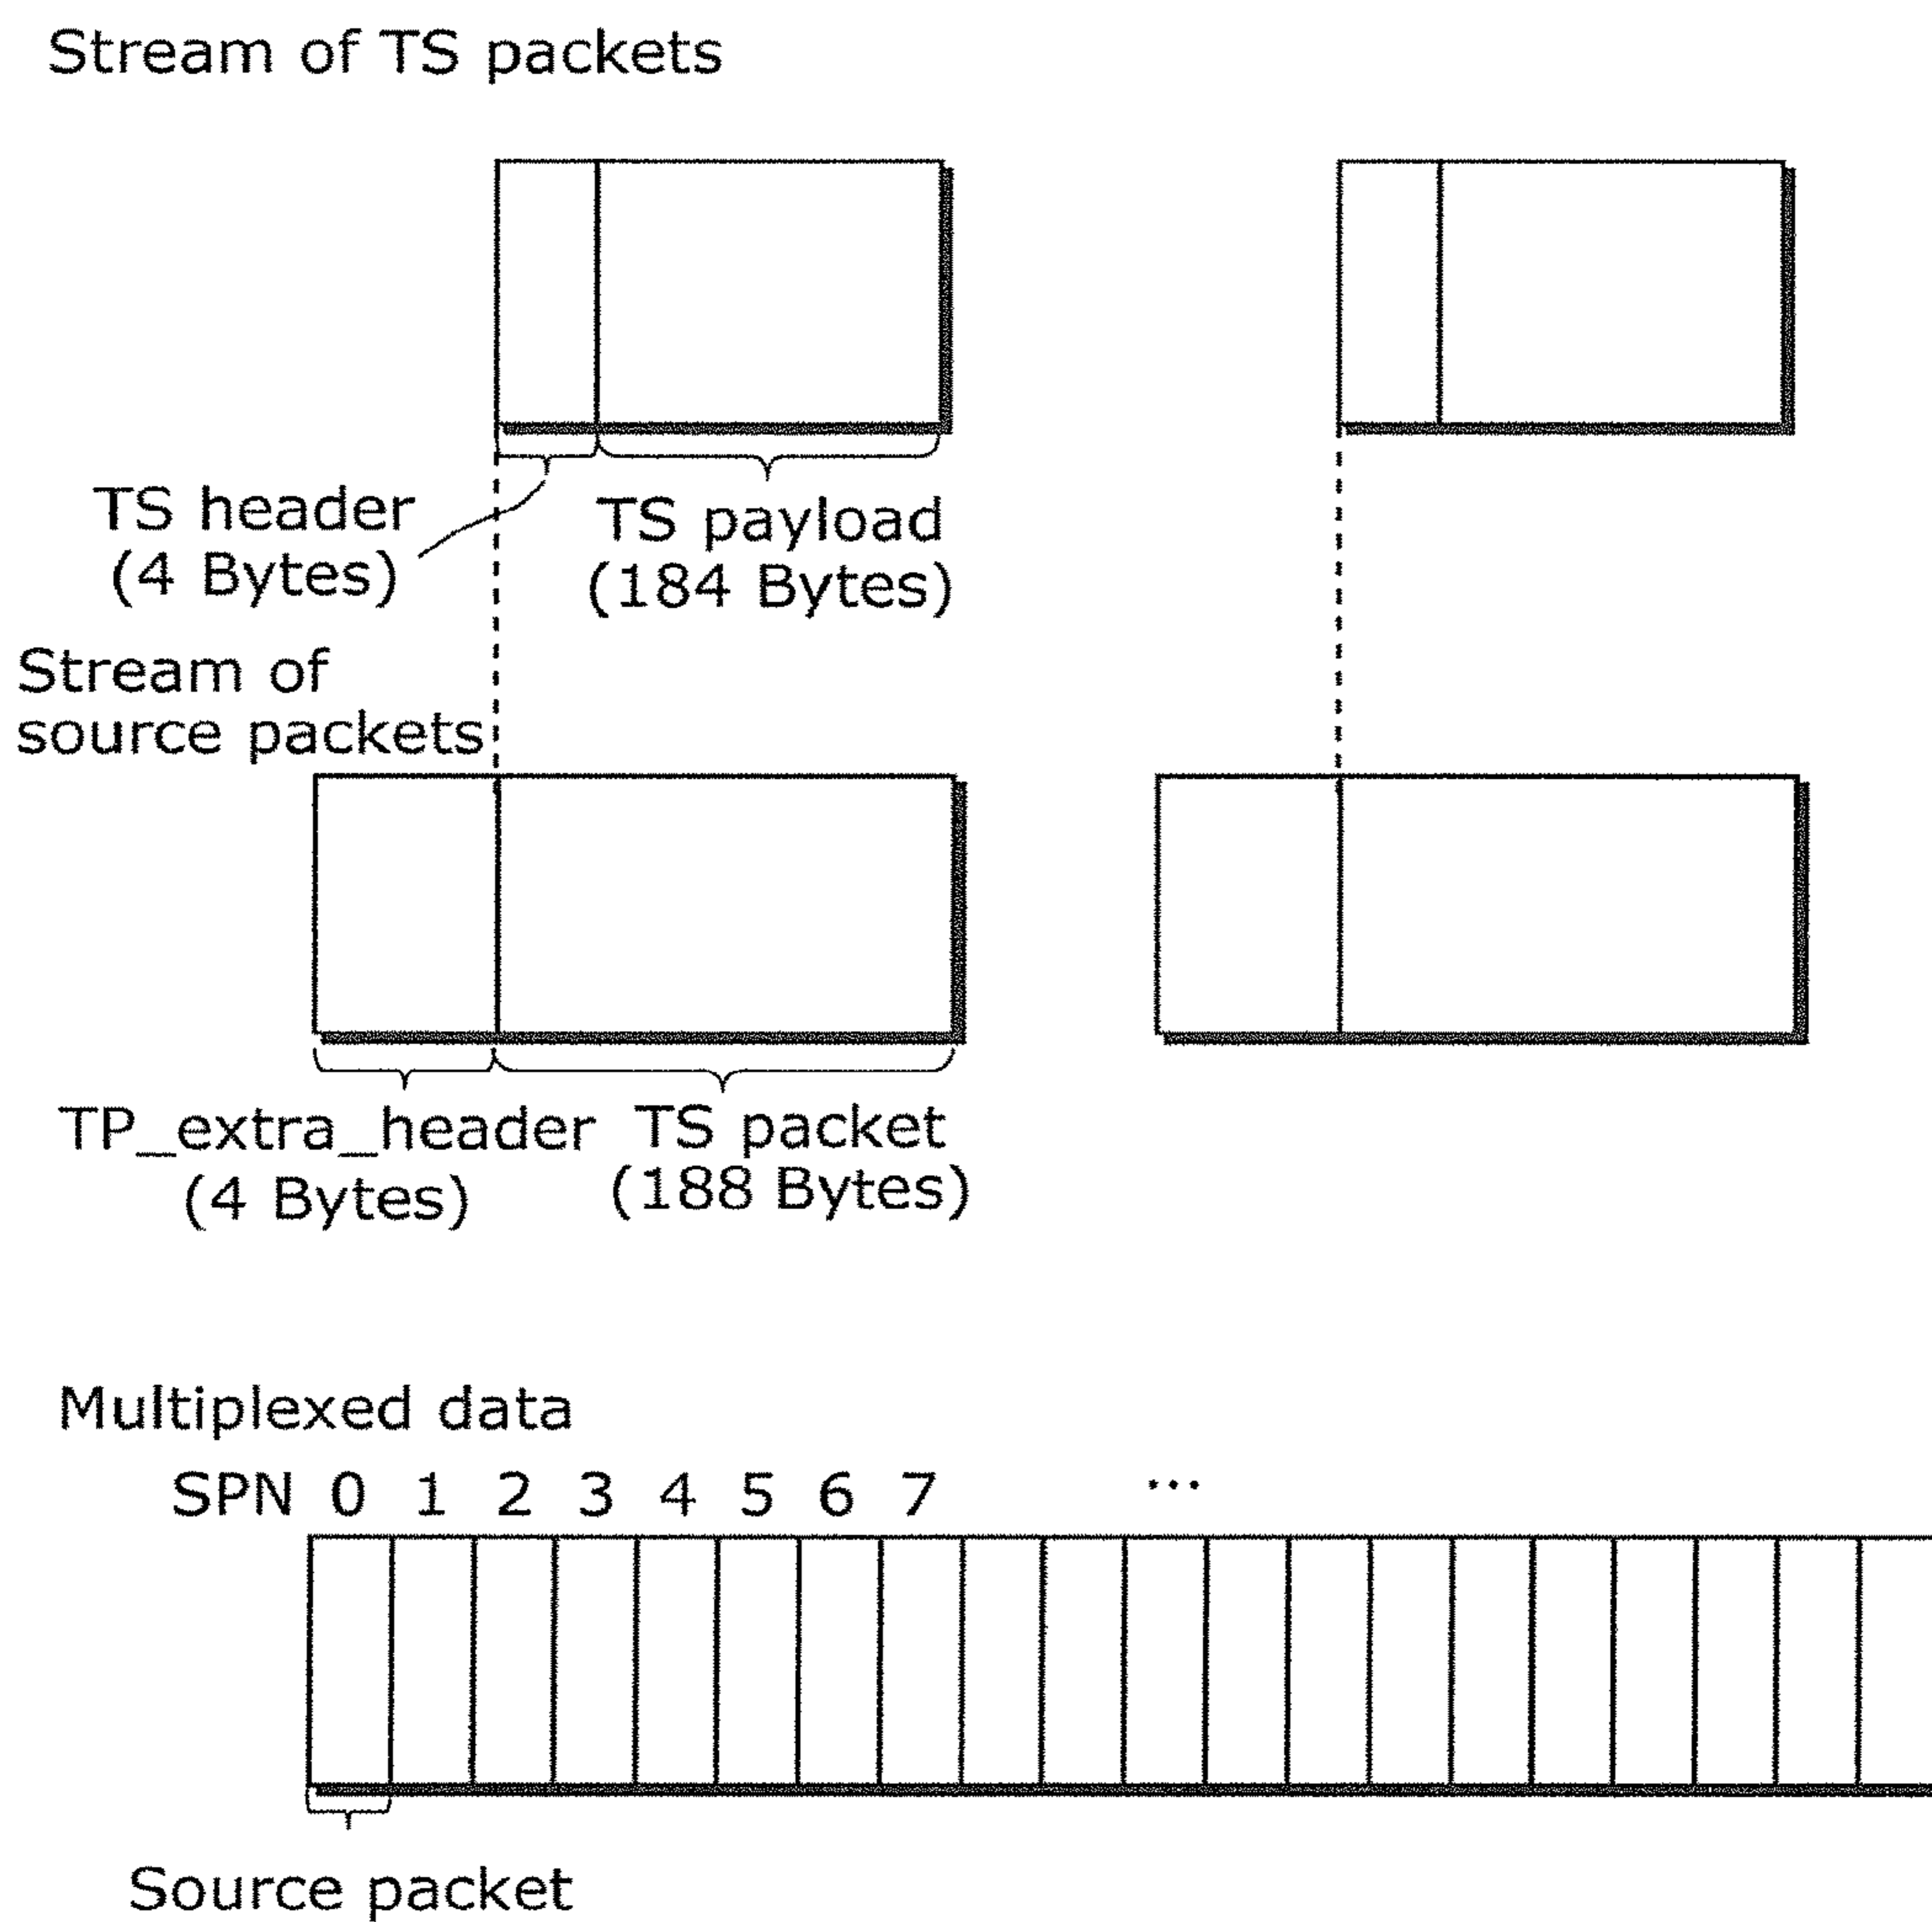 Stream of TS packets
TS header
(4 Bytes)
TS payload
(184 Bytes)
Stream of
source packets
TP_extra_header
(4 Bytes)
TS packet
(188 Bytes)
Multiplexed data
SPN 0 1 2 3 4 5 6 7 ...
Source packet